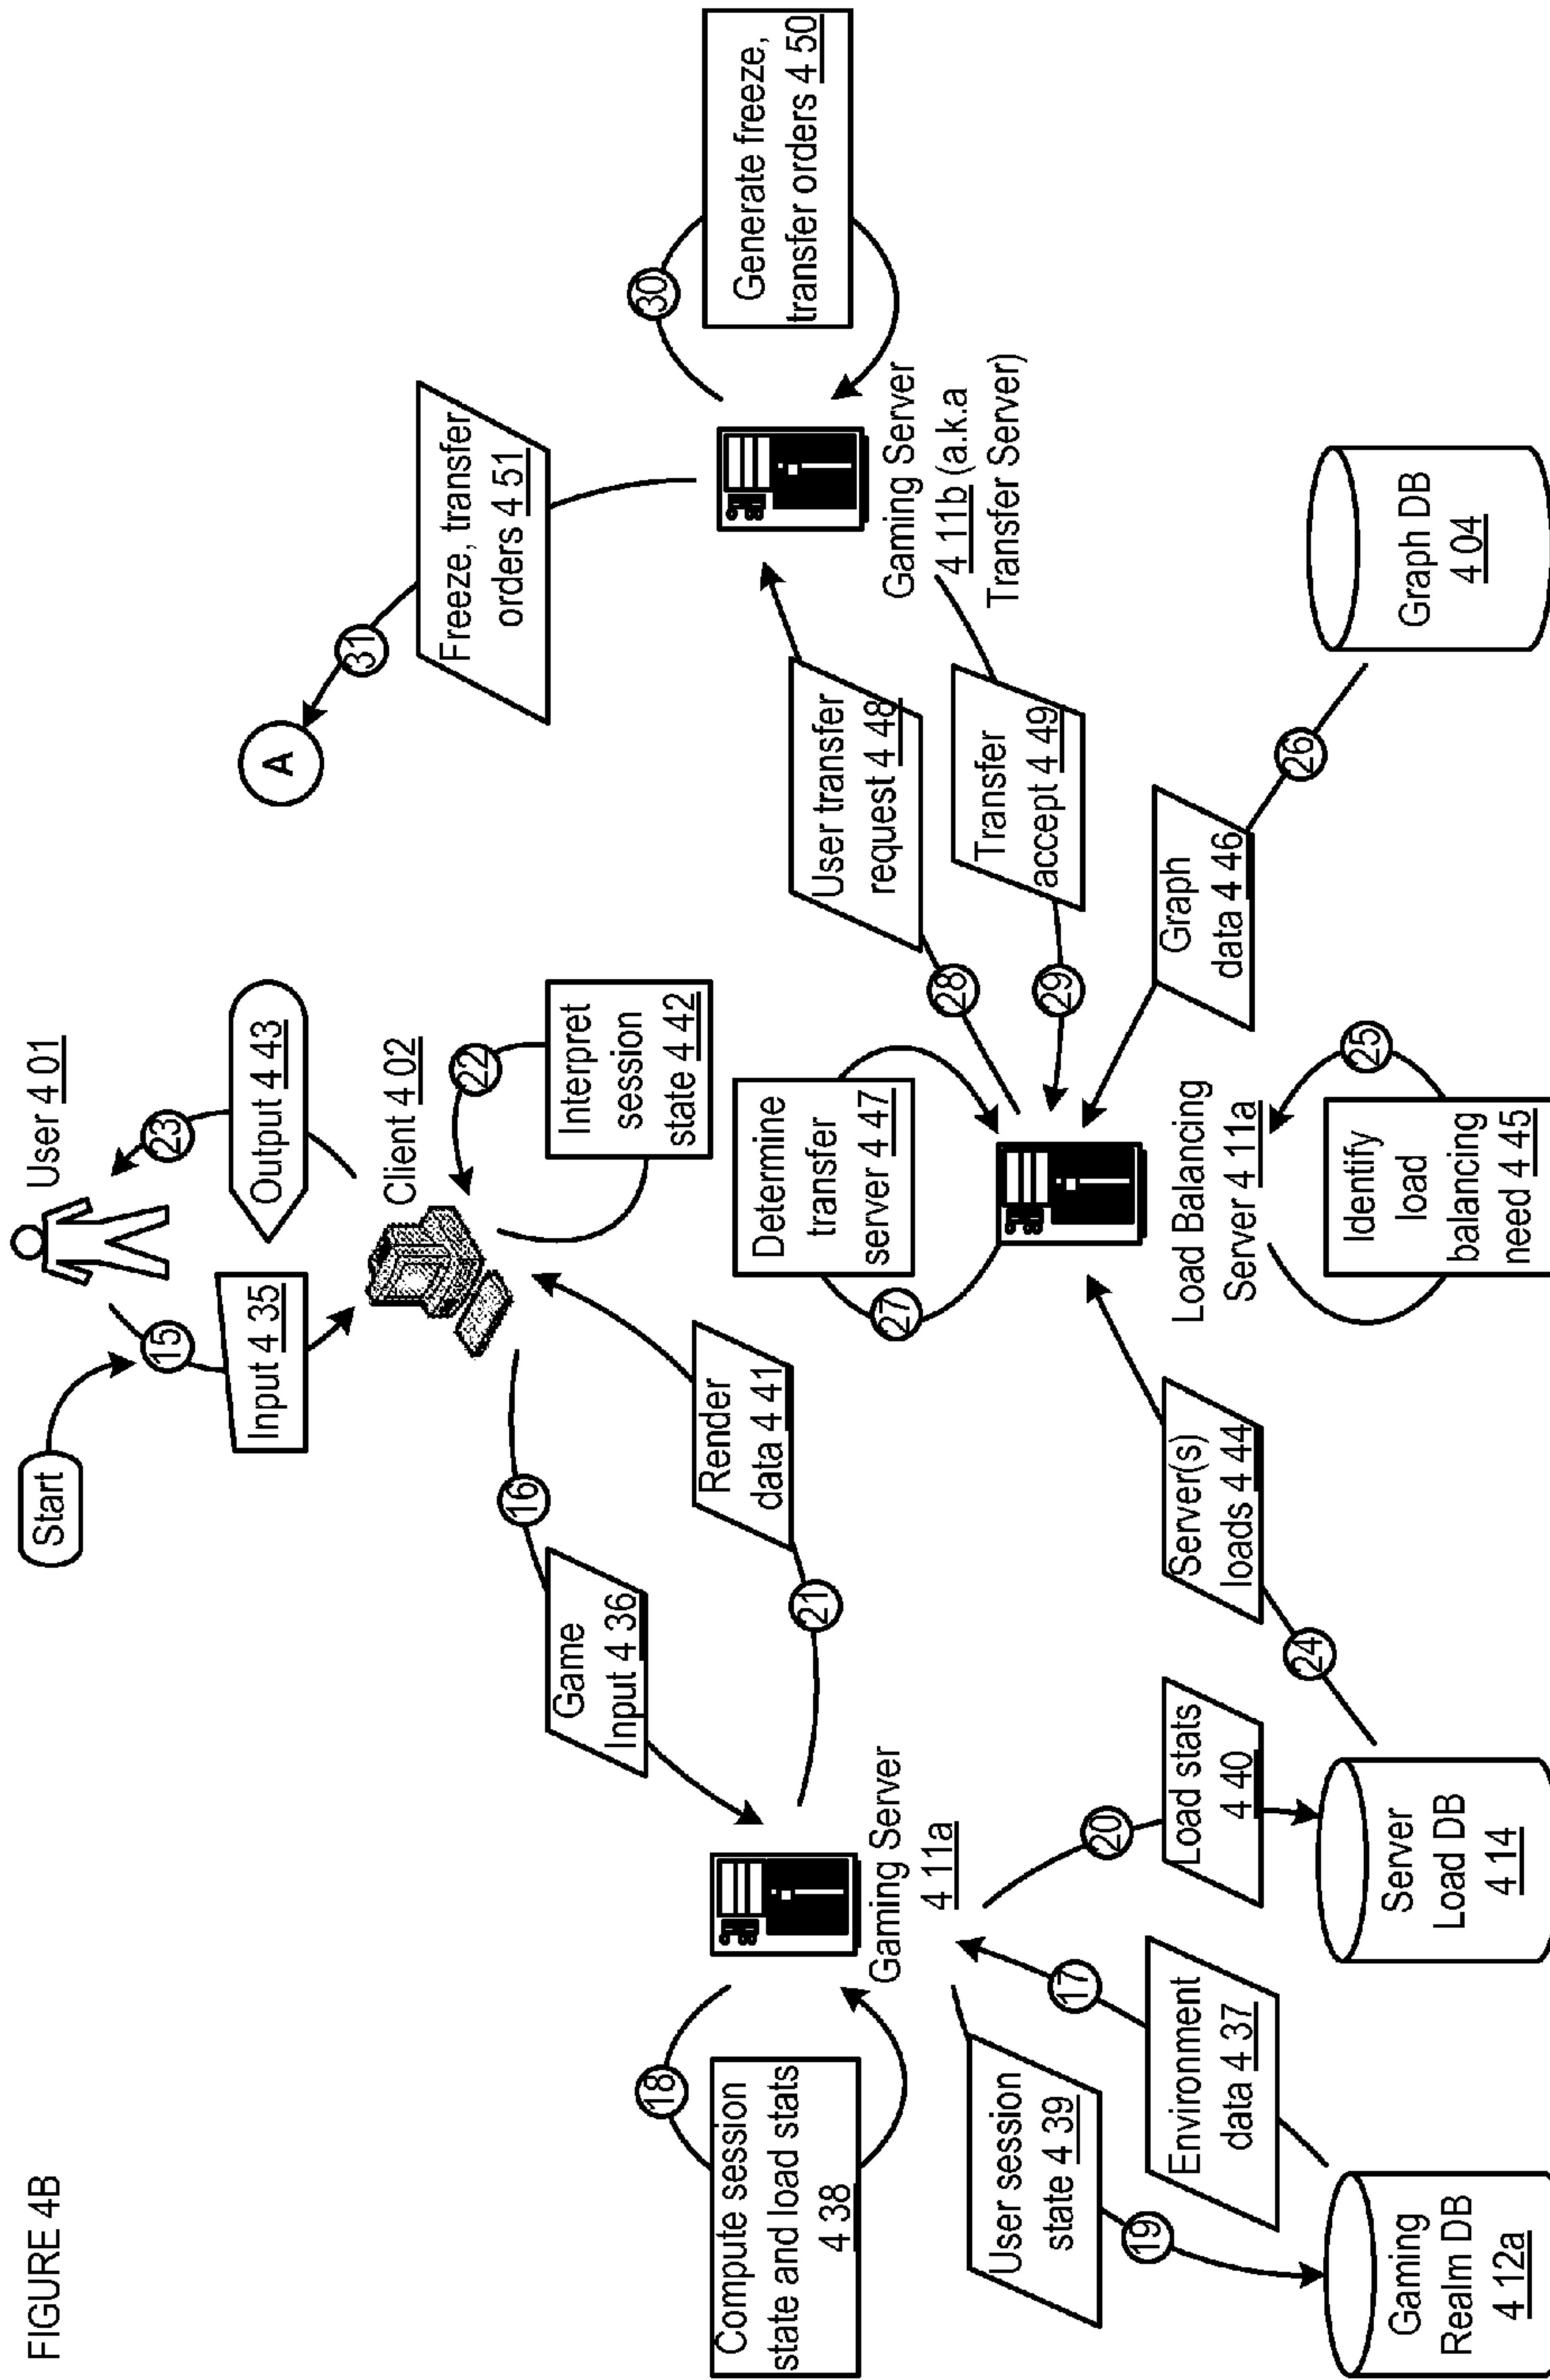 FIGURE 4B
Start
User 4 01
15
23
Input 4 35
Output 4 43
Client 4 02
22
Interpret
session
state 4 42
16
Game
Input 4 36
Render
data 4 41
21
18
Compute session
state and load stats
4 38
Gaming Server
4 11a
User session
state 4 39
19
17
Environment
data 4 37
20
Load stats
4 40
Gaming
Realm DB
4 12a
Server
Load DB
4 14
24
Server(s)
loads 4 44
27
Determine
transfer
server 4 47
Load Balancing
Server 4 11a
25
Identify
load
balancing
need 4 45
28
User transfer
request 4 48
29
Transfer
accept 4 49
Graph
data 4 46
26
Graph DB
4 04
Gaming Server
4 11b (a.k.a
Transfer Server)
30
Generate freeze,
transfer orders 4 50
Freeze, transfer
orders 4 51
31
A